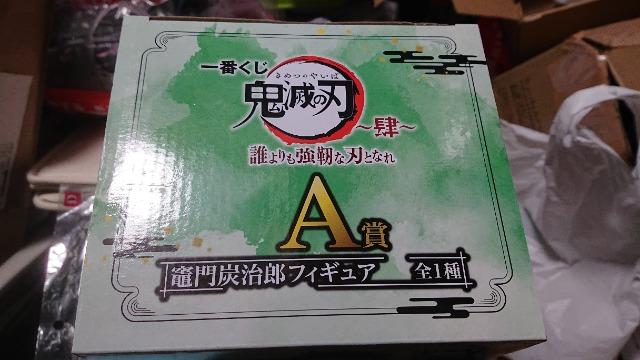 一番くじ
きめつのやいば
鬼滅の刃
～肆～
誰よりも強靭な刃となれ
A賞
竈門炭治郎フィギュア 全1種